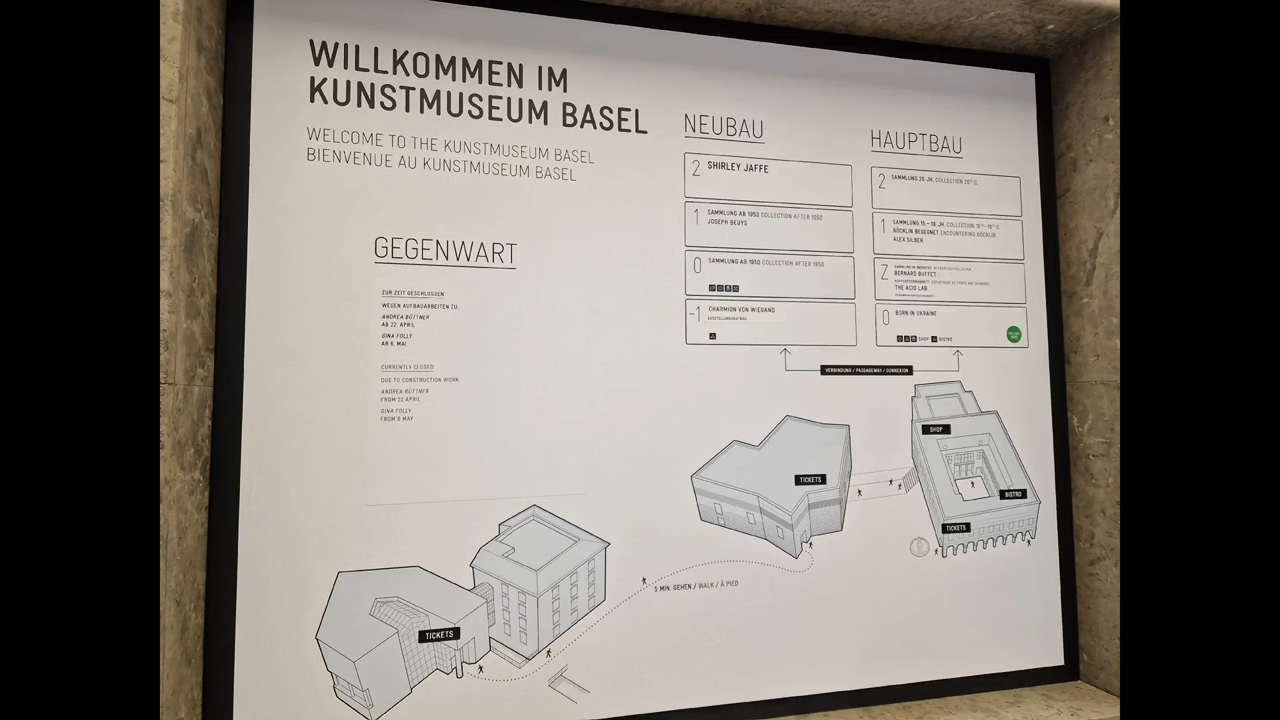 WILLKOMMEN IM
KUNSTMUSEUM BASEL
WELCOME TO THE KUNSTMUSEUM BASEL
BIENVENUE AU KUNSTMUSEUM BASEL
GEGENWART
ZUR ZEIT GESCHLOSSEN
WEGEN AUFBAUARBEITEN ZU:
ANDREA BÜTTNER
AB 22. APRIL
GINA FOLLY
AB 6. MAI
CURRENTLY CLOSED
DUE TO CONSTRUCTION WORK:
ANDREA BÜTTNER
FROM 22 APRIL
GINA FOLLY
FROM 6 MAY
NEUBAU
2 SHIRLEY JAFFE
1 SAMMLUNG AB 1950 COLLECTION AFTER 1950
JOSEPH BEUYS
0 SAMMLUNG AB 1950 COLLECTION AFTER 1950
-1 CHARMION VON WIEGAND
HAUPTBAU
2 SAMMLUNG 20. JH. COLLECTION 20TH C.
1 SAMMLUNG 15.– 19. JH. COLLECTION 15TH–19TH C.
BÖCKLIN BEGEGNET ENCOUNTERING BÖCKLIN
ALEX SILBER
Z
BERNARD BUFFET
THE ACID LAB
0 BORN IN UKRAINE
SHOP BISTRO
VERBINDUNG / PASSAGEWAY / CONNEXION
SHOP
TICKETS
BISTRO
TICKETS
5 MIN. GEHEN / WALK / À PIED
TICKETS